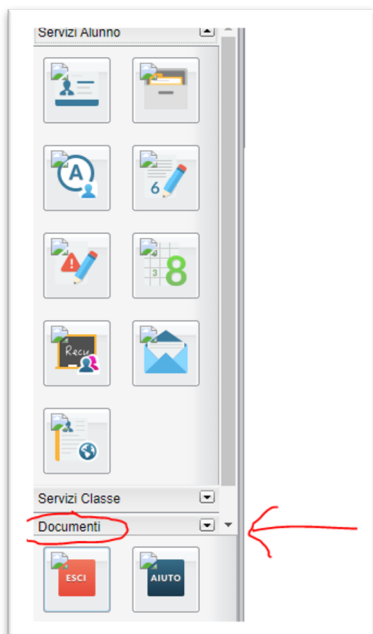 Servizi Alunno
A
6
3 8
Recu
Servizi Classe
Documenti
ESCI AIUTO